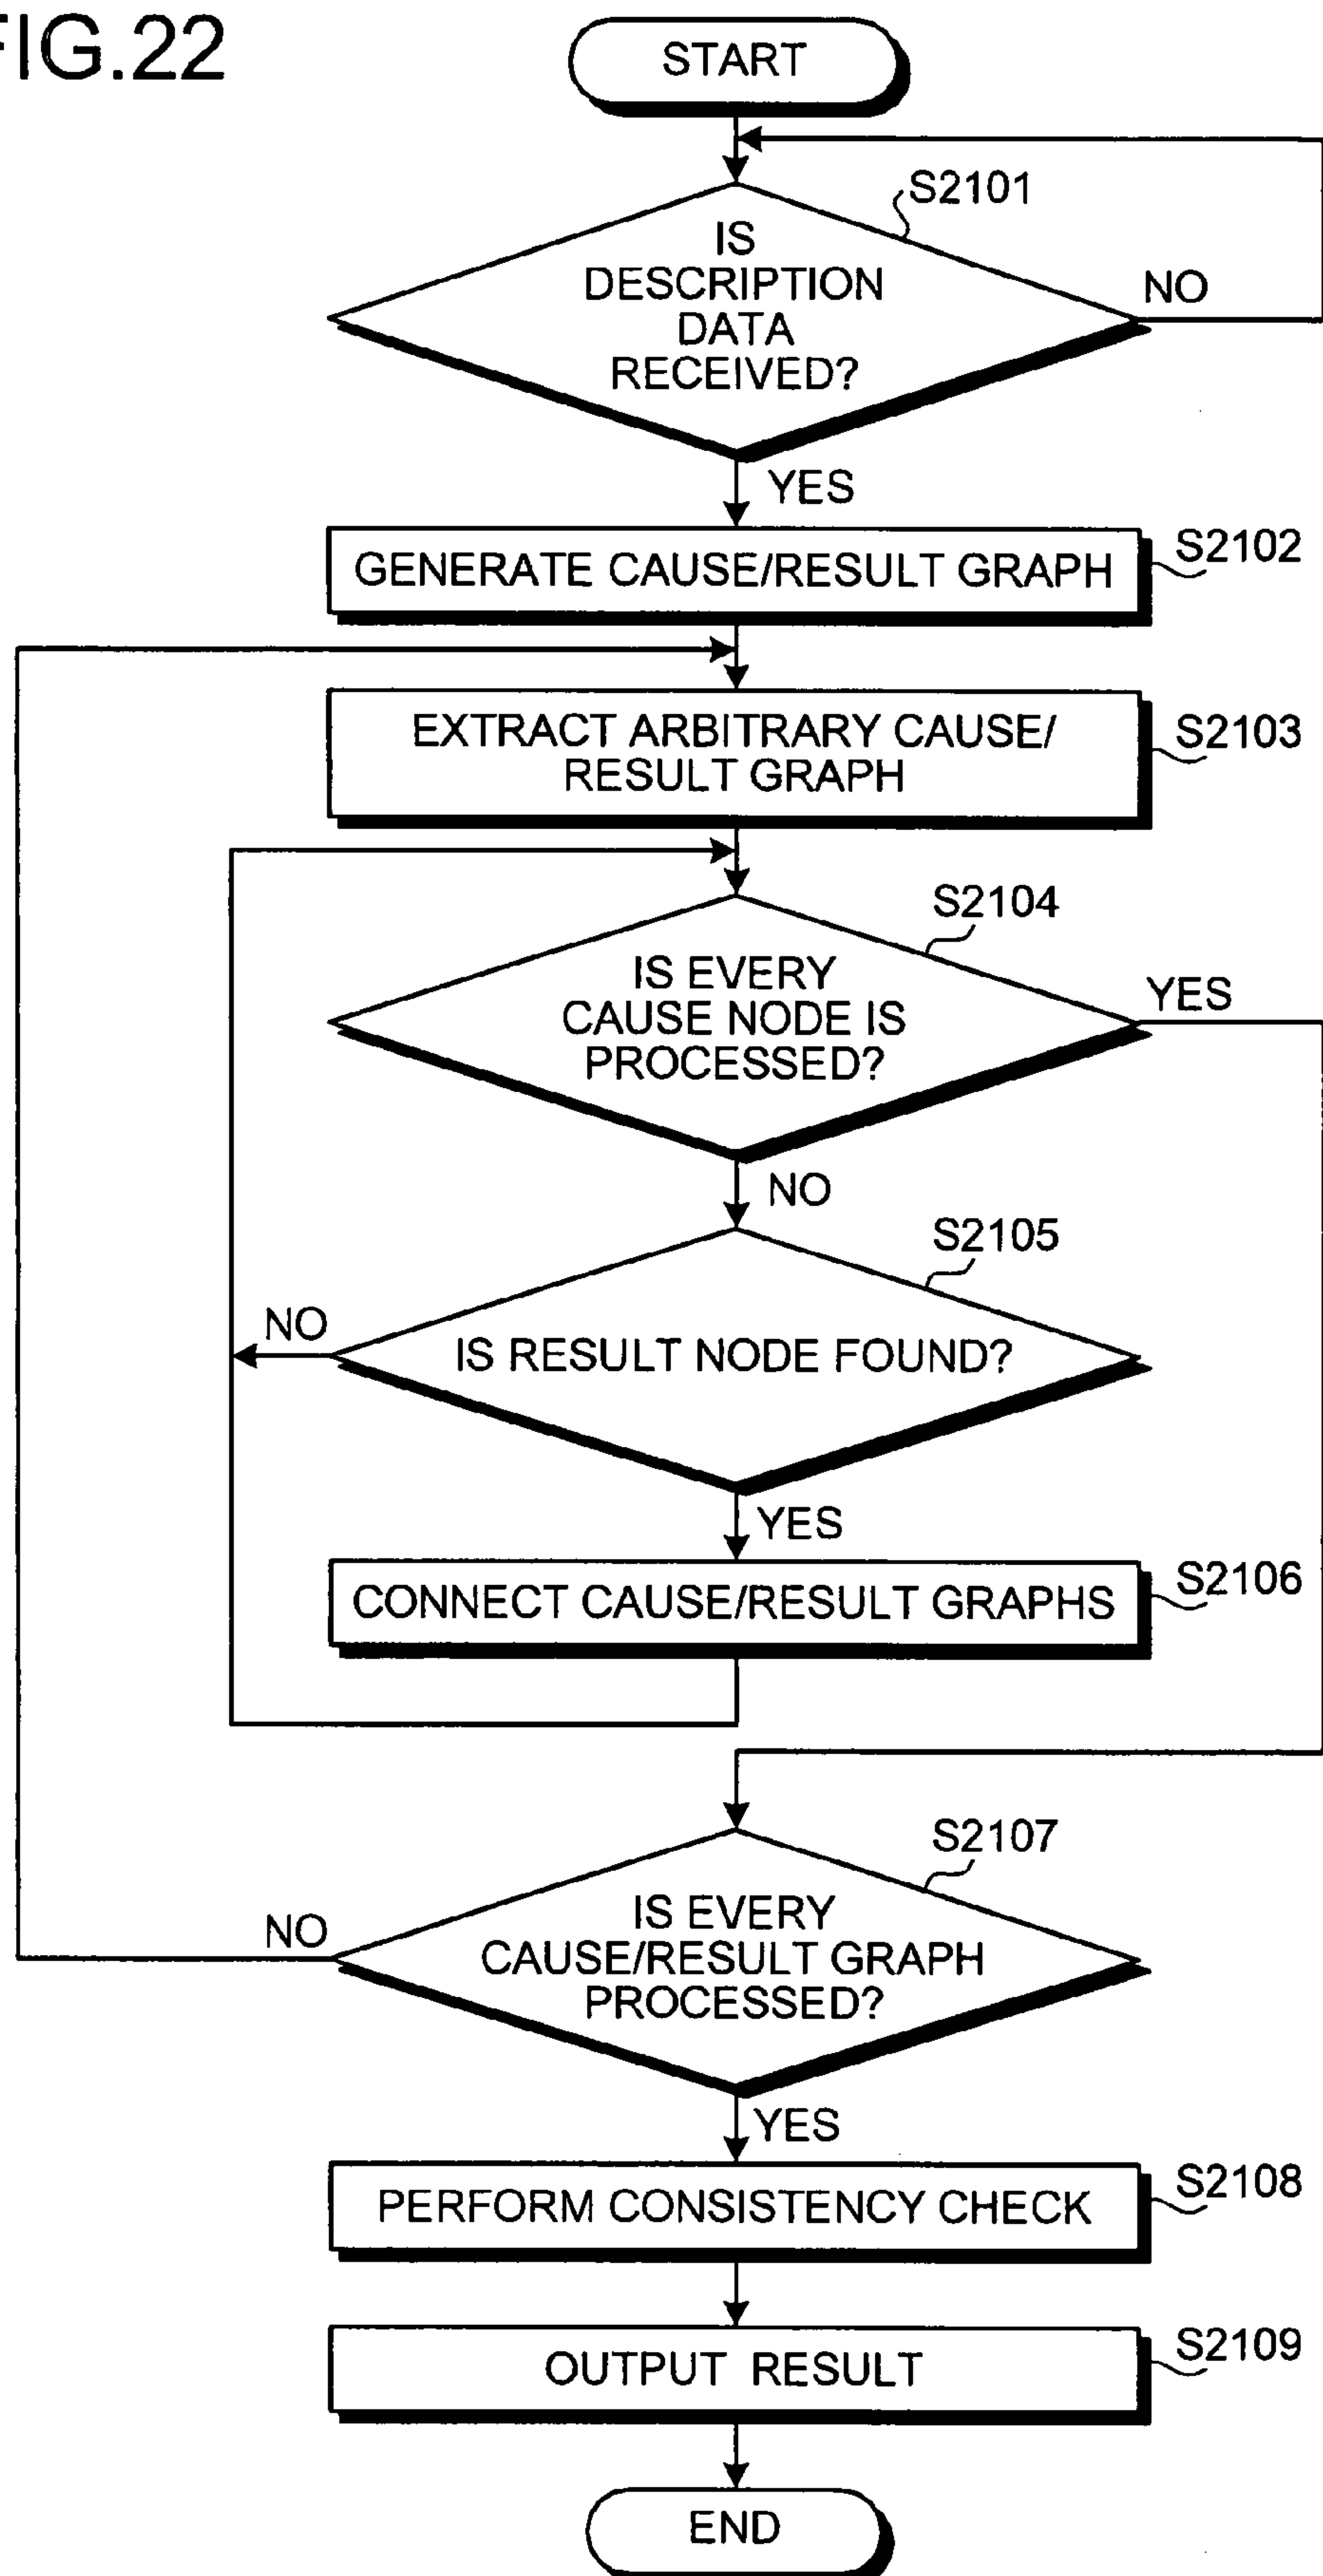 FIG.22
START
S2101
IS
DESCRIPTION
DATA
RECEIVED?
NO
YES
GENERATE CAUSE/RESULT GRAPH
S2102
EXTRACT ARBITRARY CAUSE/
RESULT GRAPH
S2103
S2104
IS EVERY
CAUSE NODE IS
PROCESSED?
YES
NO
S2105
NO
IS RESULT NODE FOUND?
YES
CONNECT CAUSE/RESULT GRAPHS
S2106
S2107
NO
IS EVERY
CAUSE/RESULT GRAPH
PROCESSED?
YES
PERFORM CONSISTENCY CHECK
S2108
OUTPUT RESULT
S2109
END